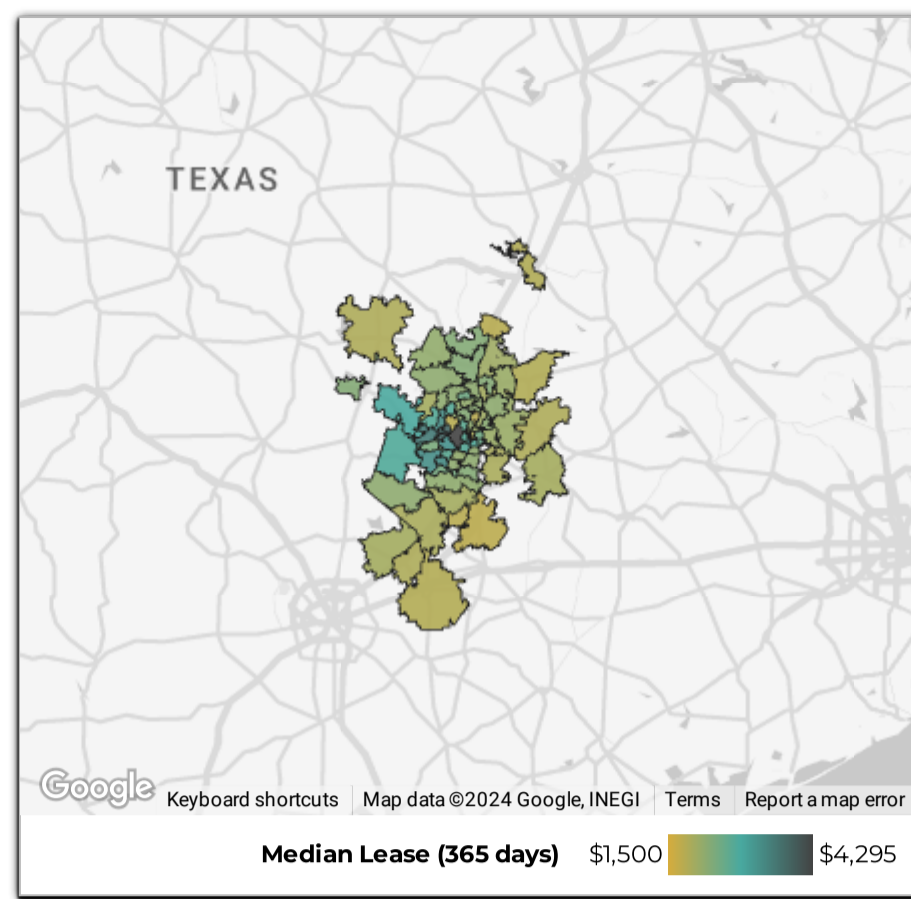 TEXAS
Google
Keyboard shortcuts
Map data ©2024 Google, INEGI
Terms
Report a map error
Median Lease (365 days) $1,500 $4,295